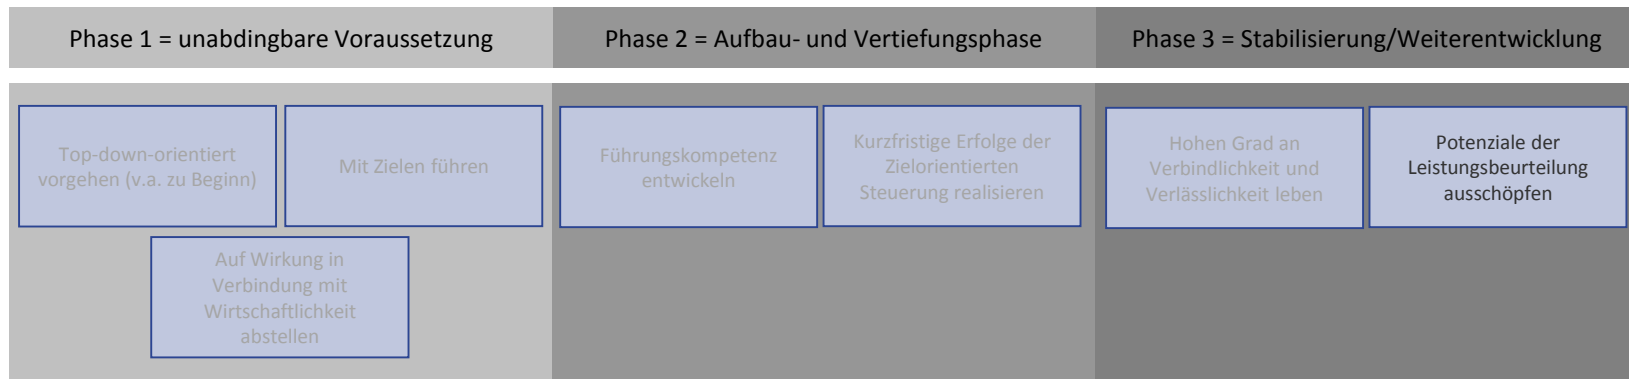 Phase 1 = unabdingbare Voraussetzung
Phase 2 = Aufbau- und Vertiefungsphase
Phase 3 = Stabilisierung/Weiterentwicklung
Top-down-orientiert
vorgehen (v.a. zu Beginn)
Mit Zielen führen
Auf Wirkung in
Verbindung mit
Wirtschaftlichkeit
abstellen
Führungskompetenz
entwickeln
Kurzfristige Erfolge der
Zielorientierten
Steuerung realisieren
Hohen Grad an
Verbindlichkeit und
Verlässlichkeit leben
Potenziale der
Leistungsbeurteilung
ausschöpfen